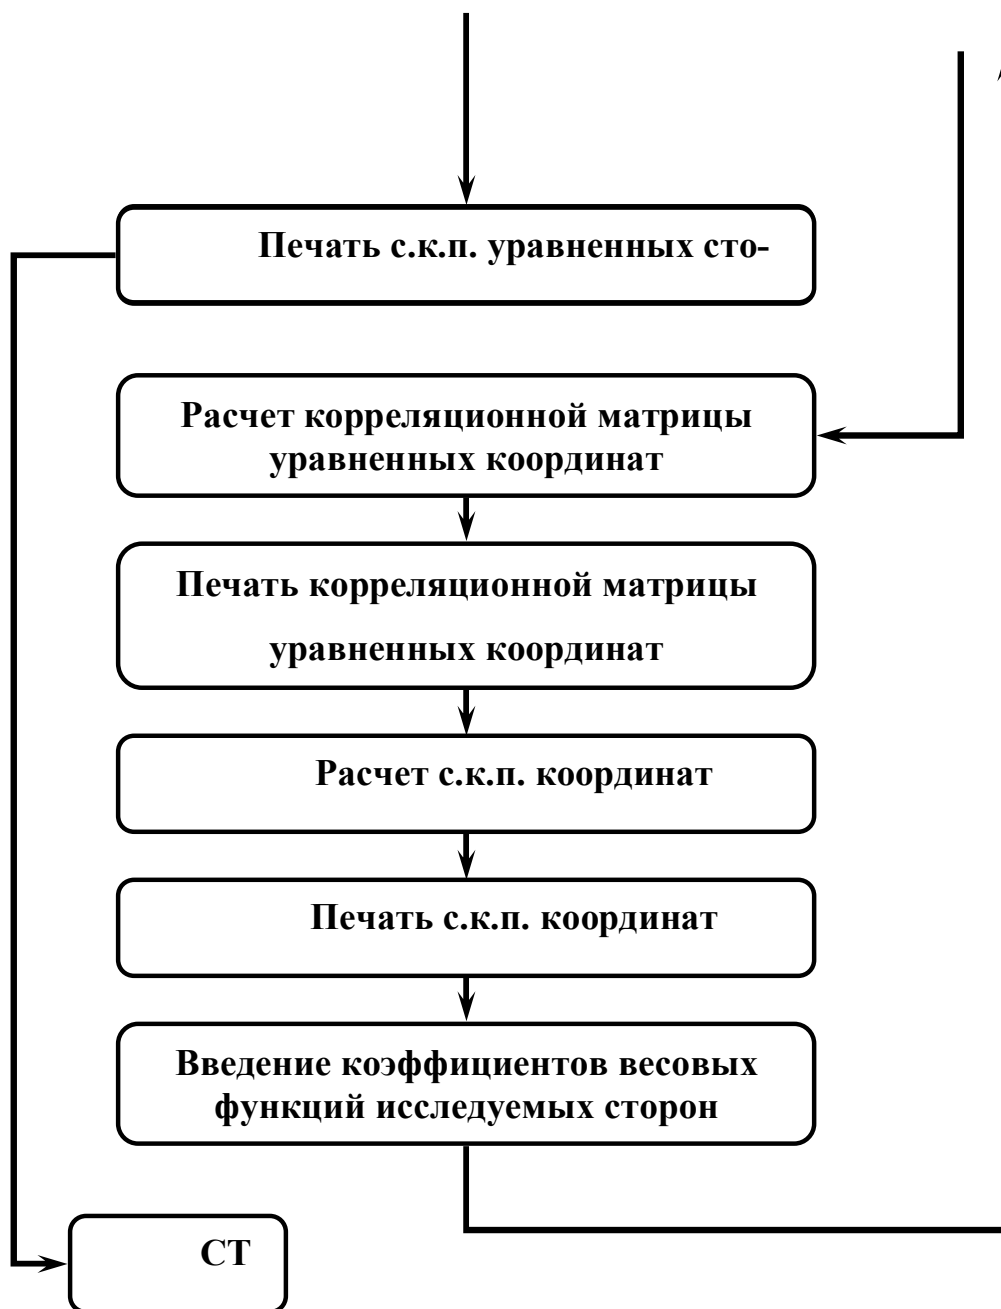 Печать с.к.п. уравненных сто-
Расчет корреляционной матрицы
уравненных координат
Печать корреляционной матрицы
уравненных координат
Расчет с.к.п. координат
Печать с.к.п. координат
Введение коэффициентов весовых
функций исследуемых сторон
СТ